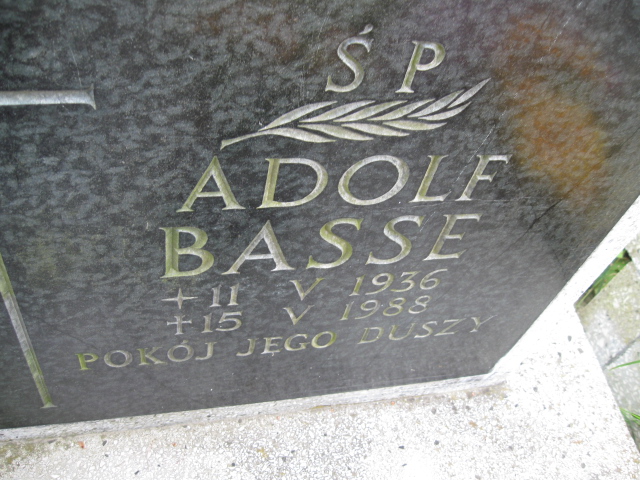 ŚP
ADOLF
BASSE
+ 11 V 1936
+ 15 V 1988
POKÓJ JEGO DUSZY